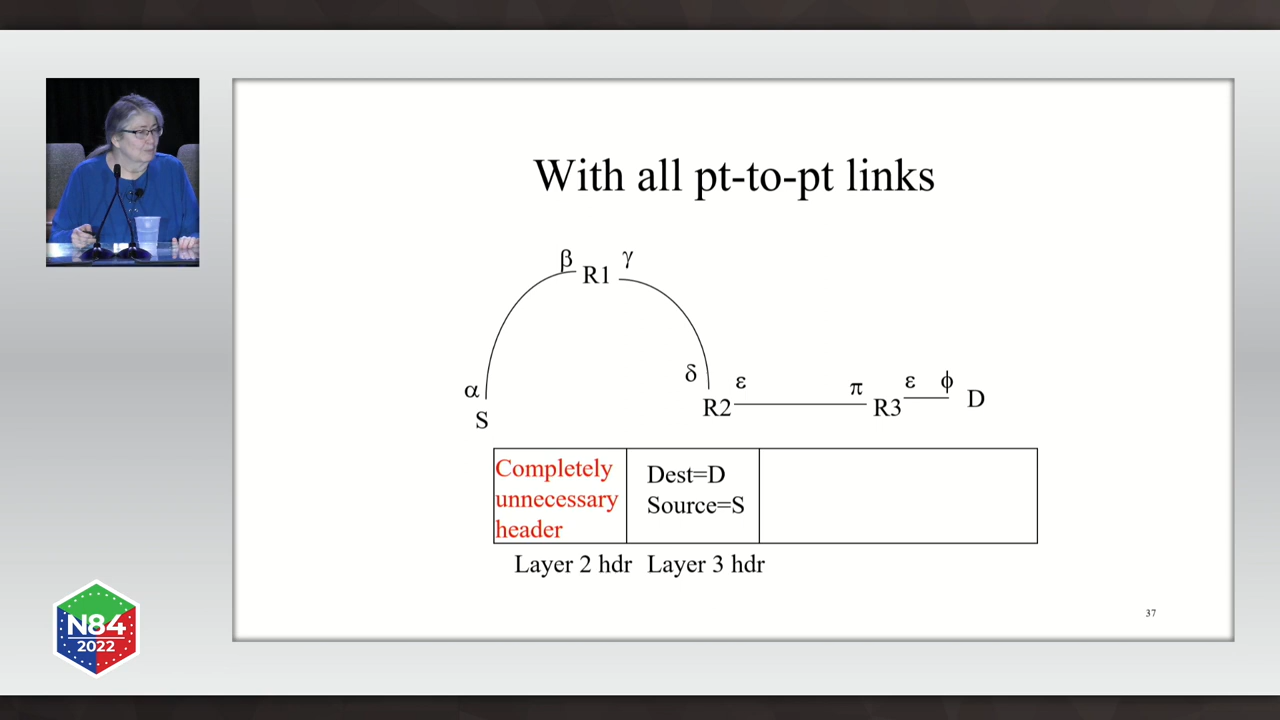 With all pt-to-pt links
β R1 γ
α
S
δ ε π ε ϕ
R2 R3 D
Completely
unnecessary
header
Dest=D
Source=S
Layer 2 hdr Layer 3 hdr
37
N84
2022